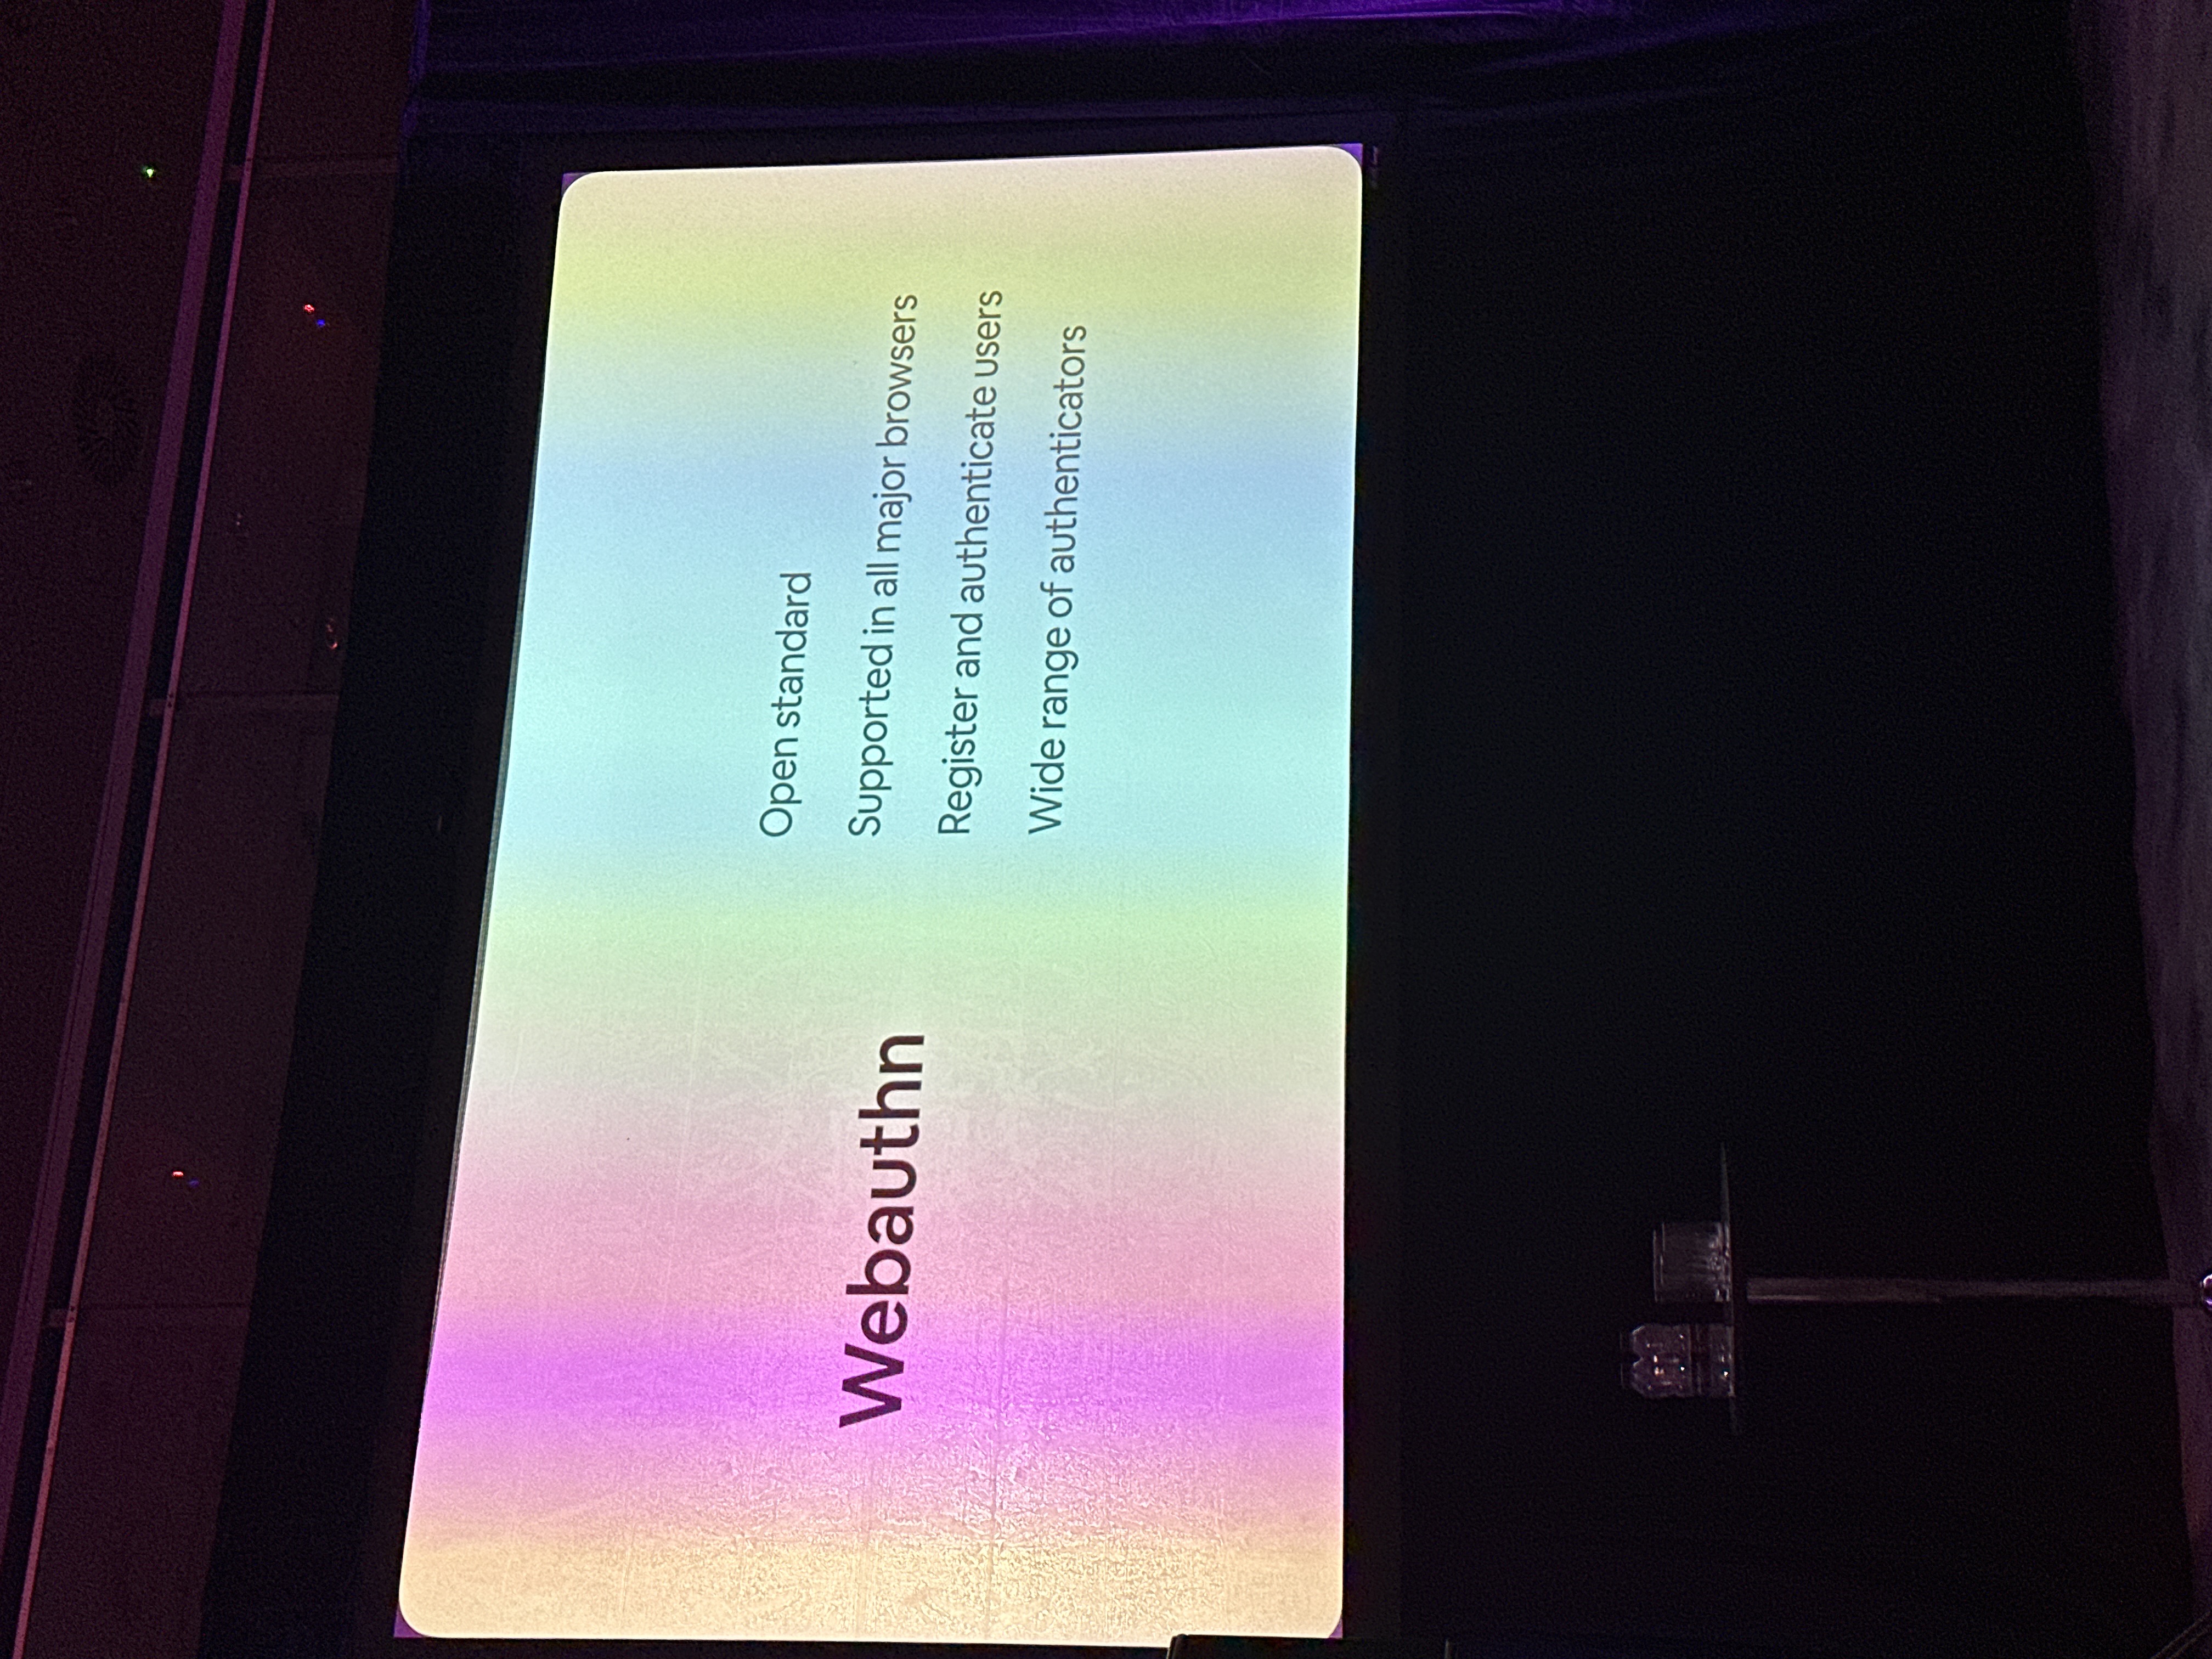 Webauthn
Open standard
Supported in all major browsers
Register and authenticate users
Wide range of authenticators